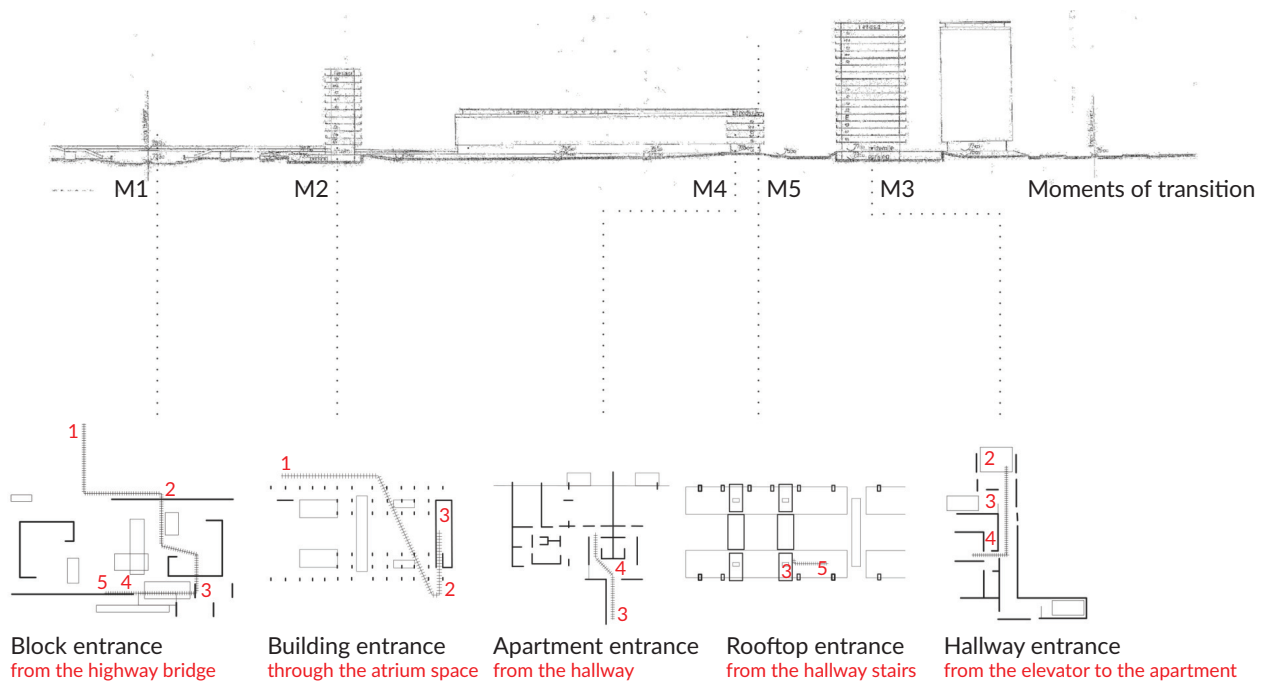 M1
M2
M4
M5
M3
Moments of transition
1
2
3
4
5
1
2
3
4
3
3
5
2
3
4
Block entrance
from the highway bridge
Building entrance
through the atrium space
Apartment entrance
from the hallway
Rooftop entrance
from the hallway stairs
Hallway entrance
from the elevator to the apartment